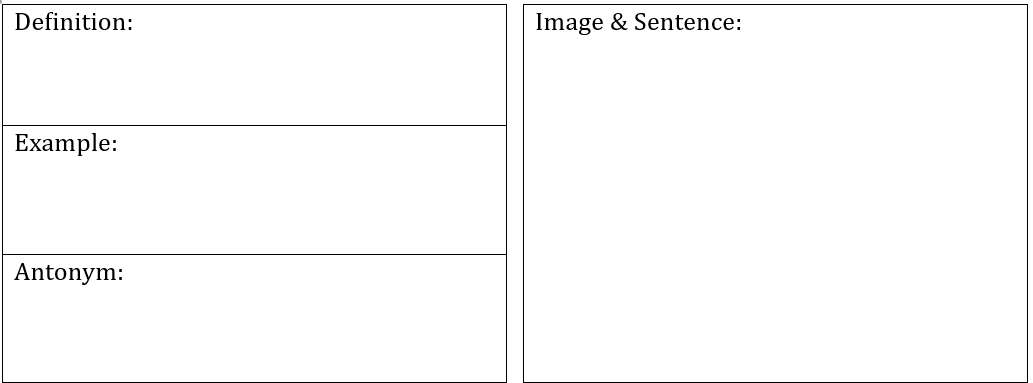 Definition:
Example:
Antonym:
Image & Sentence: